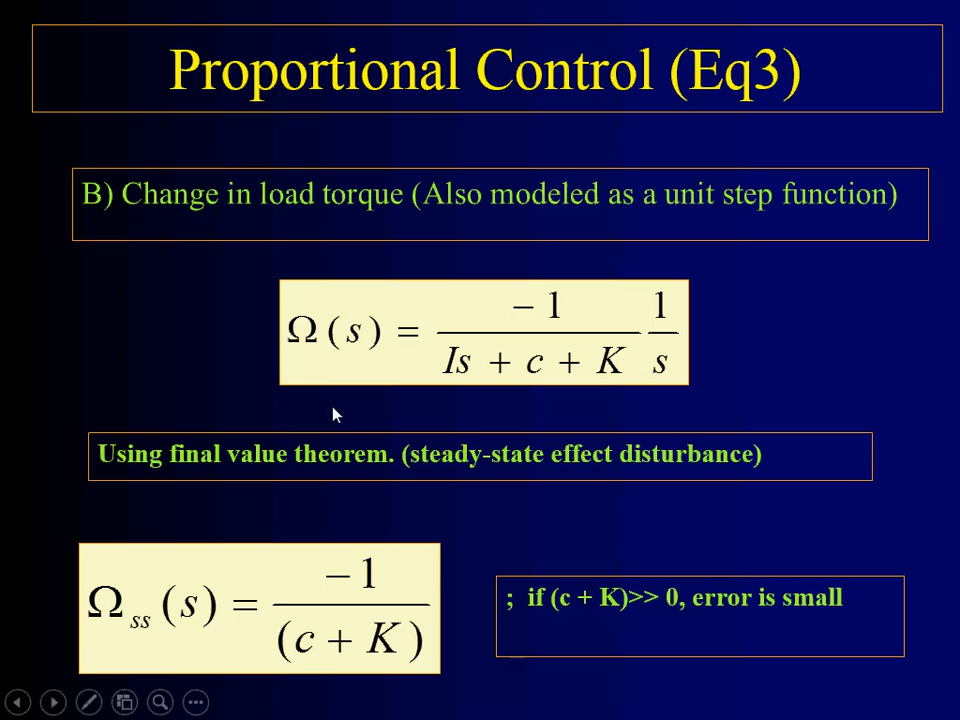 Proportional Control (Eq3)
B) Change in load torque (Also modeled as a unit step function)
Ω(s) = −1 / (Is + c + K) 1/s
Using final value theorem. (steady-state effect disturbance)
Ω_ss(s) = −1 / (c + K)
; if (c + K)>> 0, error is small